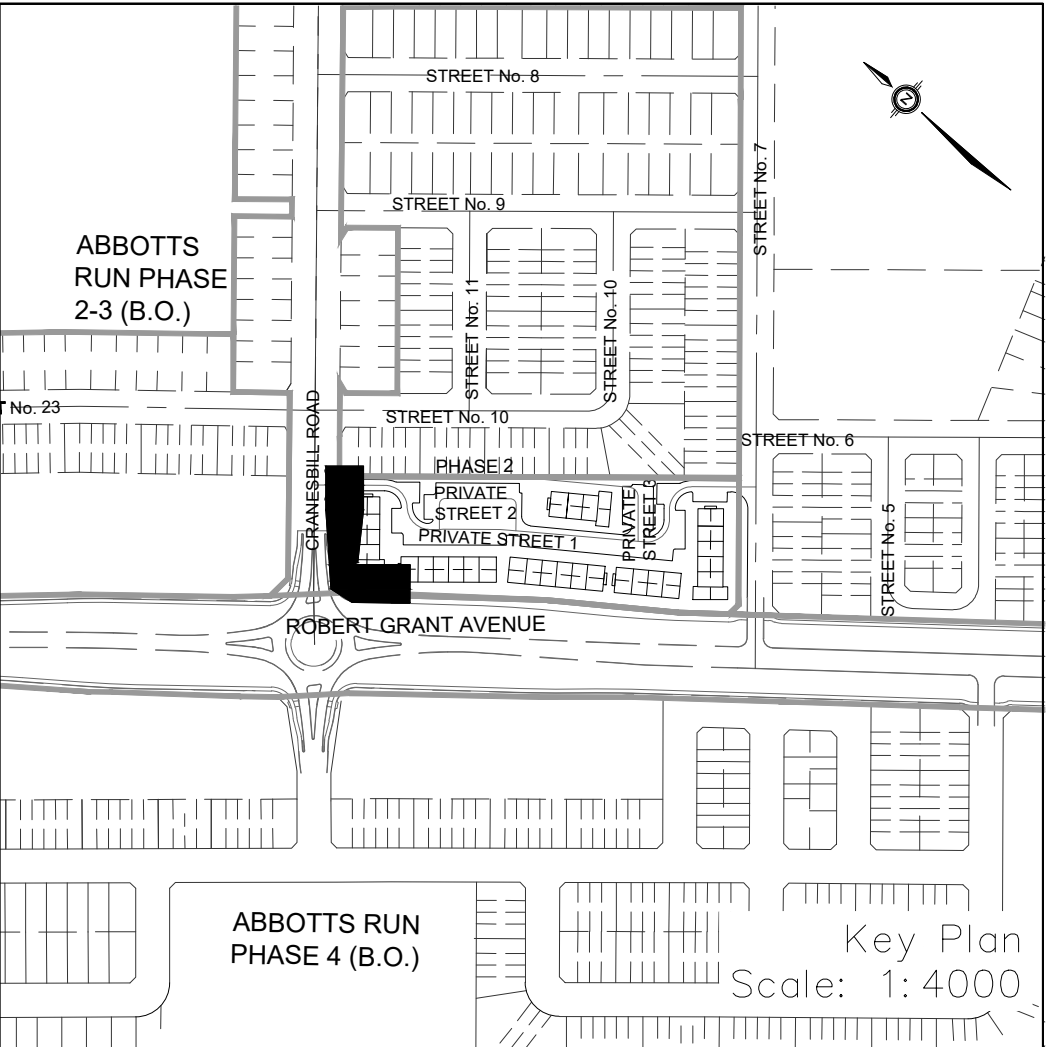 STREET No. 8
STREET No. 7
STREET No. 9
N
ABBOTTS
RUN PHASE
2-3 (B.O.)
STREET No. 11
STREET No. 10
T No. 23
CRANESBILL ROAD
STREET No. 10
STREET No. 6
PHASE 2
PRIVATE
STREET 2
PRIVATE
STREET 3
STREET No. 5
PRIVATE STREET 1
ROBERT GRANT AVENUE
ABBOTTS RUN
PHASE 4 (B.O.)
Key Plan
Scale: 1:4000